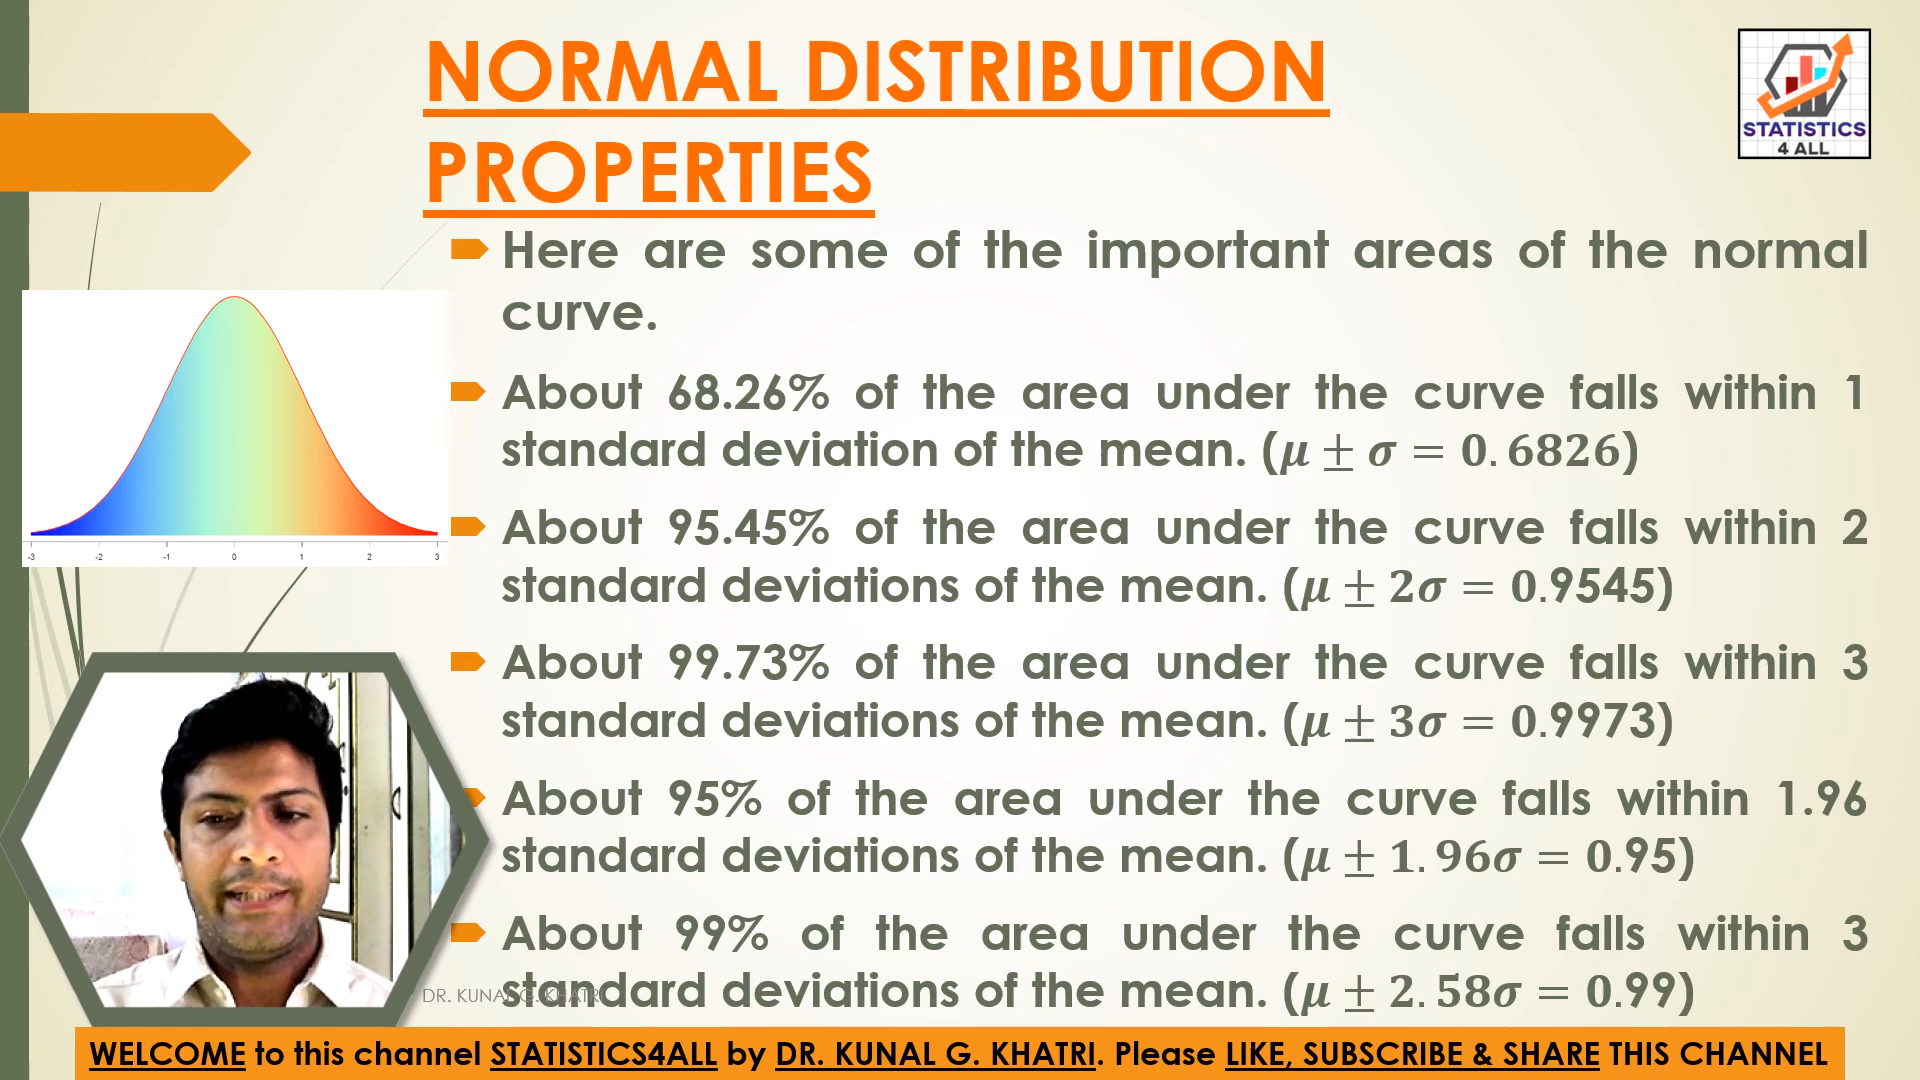 NORMAL DISTRIBUTION
PROPERTIES
STATISTICS
4 ALL
Here are some of the important areas of the normal
curve.
About 68.26% of the area under the curve falls within 1
standard deviation of the mean. (μ ± σ = 0.6826)
About 95.45% of the area under the curve falls within 2
standard deviations of the mean. (μ ± 2σ = 0.9545)
About 99.73% of the area under the curve falls within 3
standard deviations of the mean. (μ ± 3σ = 0.9973)
About 95% of the area under the curve falls within 1.96
standard deviations of the mean. (μ ± 1.96σ = 0.95)
About 99% of the area under the curve falls within 3
standard deviations of the mean. (μ ± 2.58σ = 0.99)
-3 -2 -1 0 1 2 3
DR. KUNAL G. KHATRI
WELCOME to this channel STATISTICS4ALL by DR. KUNAL G. KHATRI. Please LIKE, SUBSCRIBE & SHARE THIS CHANNEL